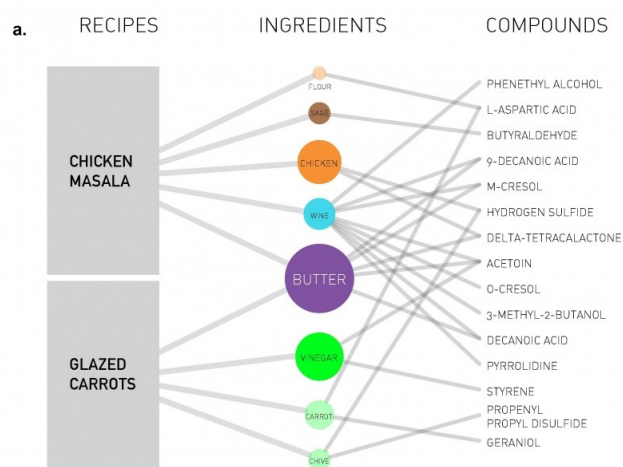 a.
RECIPES
INGREDIENTS
COMPOUNDS
CHICKEN
MASALA
GLAZED
CARROTS
FLOUR
SAGE
CHICKEN
WINE
BUTTER
VINEGAR
CARROT
CHIVE
PHENETHYL ALCOHOL
L-ASPARTIC ACID
BUTYRALDEHYDE
9-DECANOIC ACID
M-CRESOL
HYDROGEN SULFIDE
DELTA-TETRACALACTONE
ACETOIN
O-CRESOL
3-METHYL-2-BUTANOL
DECANOIC ACID
PYRROLIDINE
STYRENE
PROPENYL
PROPYL DISULFIDE
GERANIOL